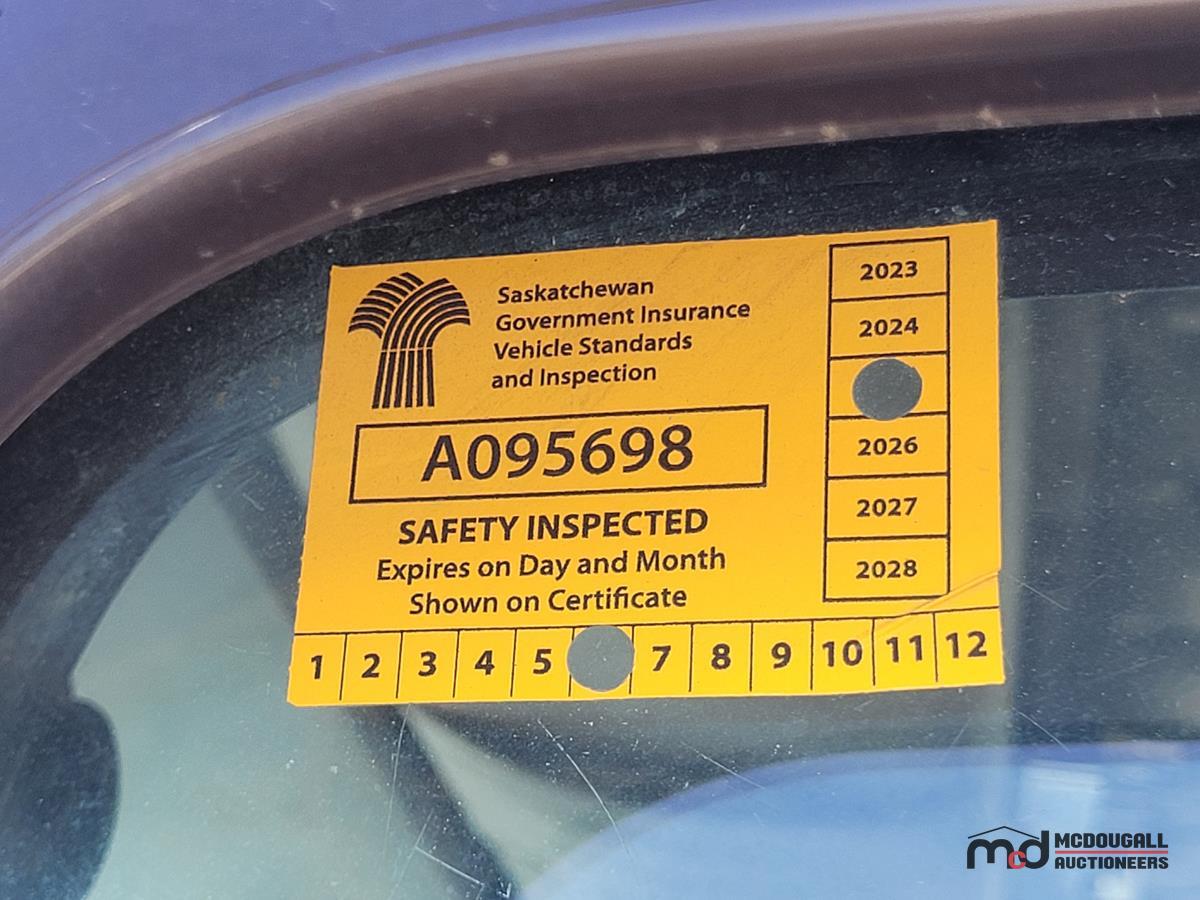 Saskatchewan
Government Insurance
Vehicle Standards
and Inspection
A095698
SAFETY INSPECTED
Expires on Day and Month
Shown on Certificate
2023
2024
2026
2027
2028
1 2 3 4 5 7 8 9 10 11 12
mcd MCDOUGALL
AUCTIONEERS